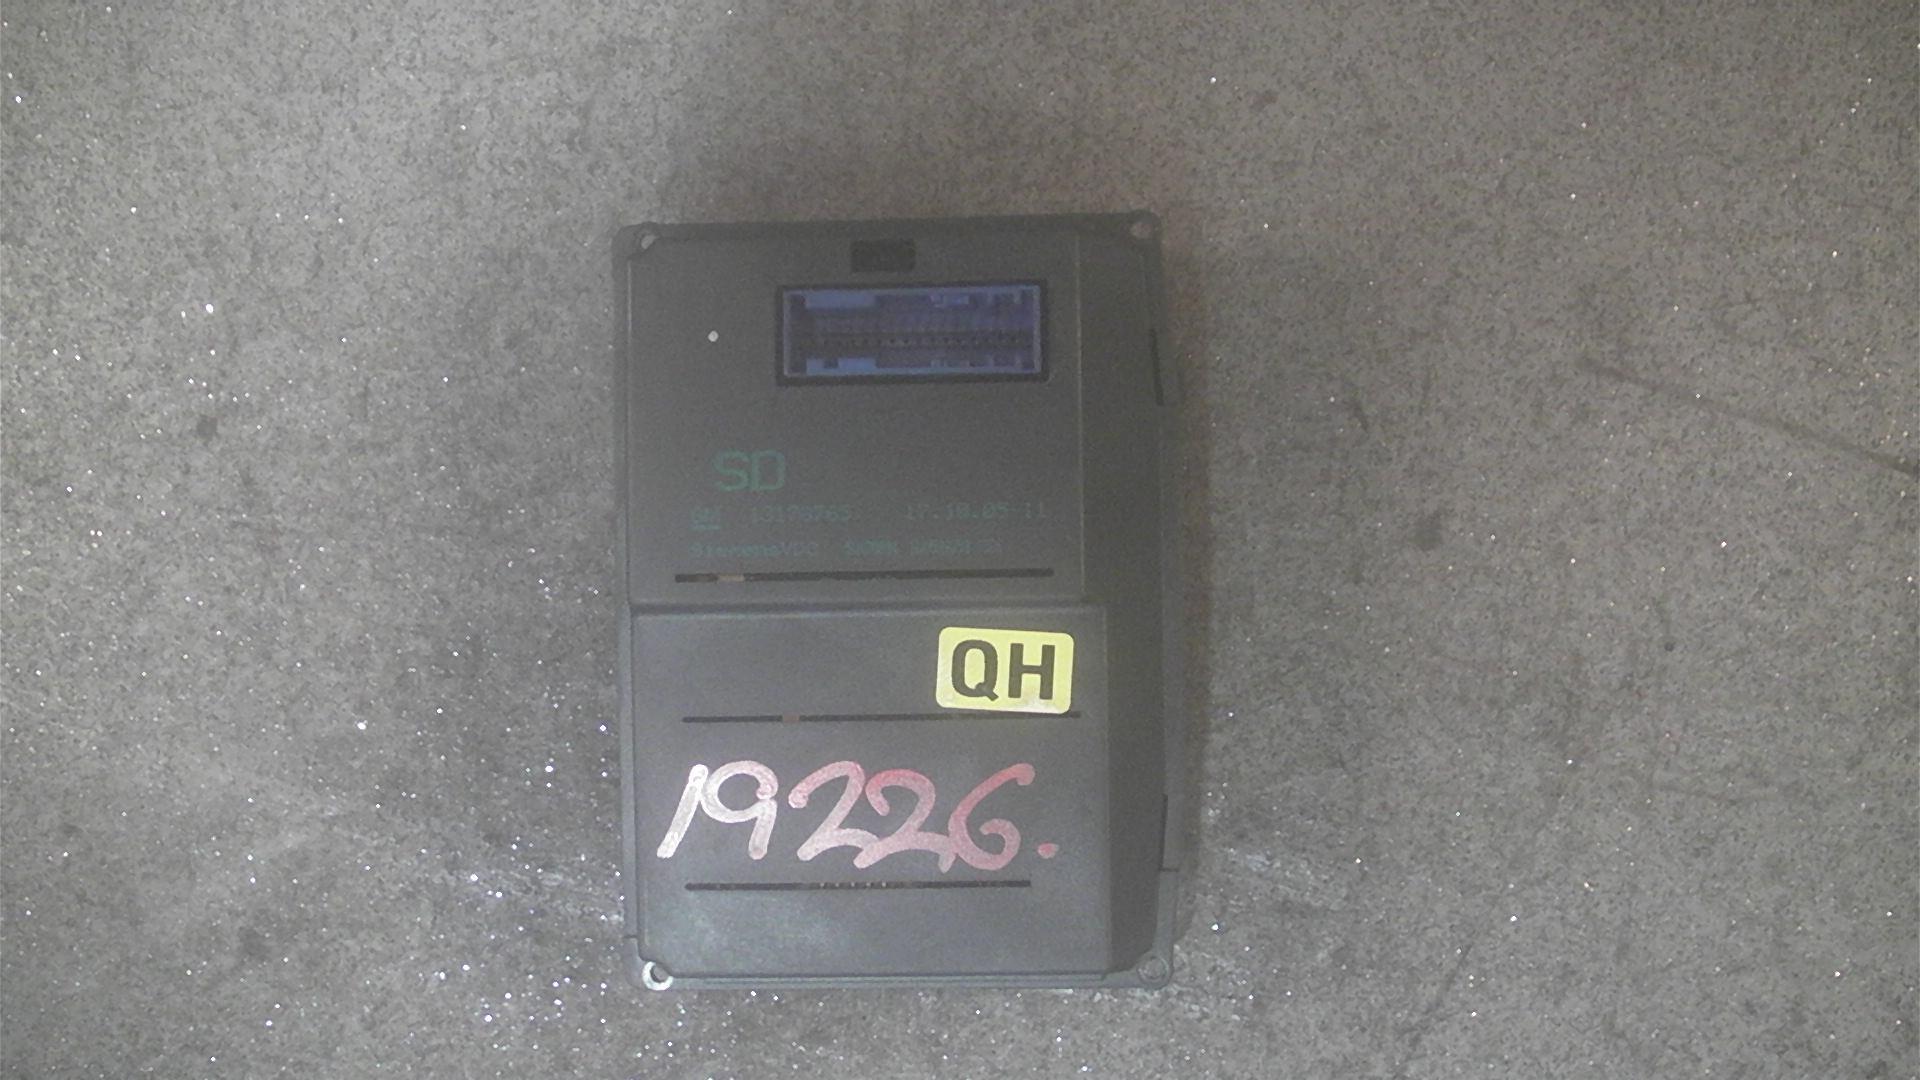 SD
GM 13178765 17.10.05-11
SiemensVDO
QH
19226.